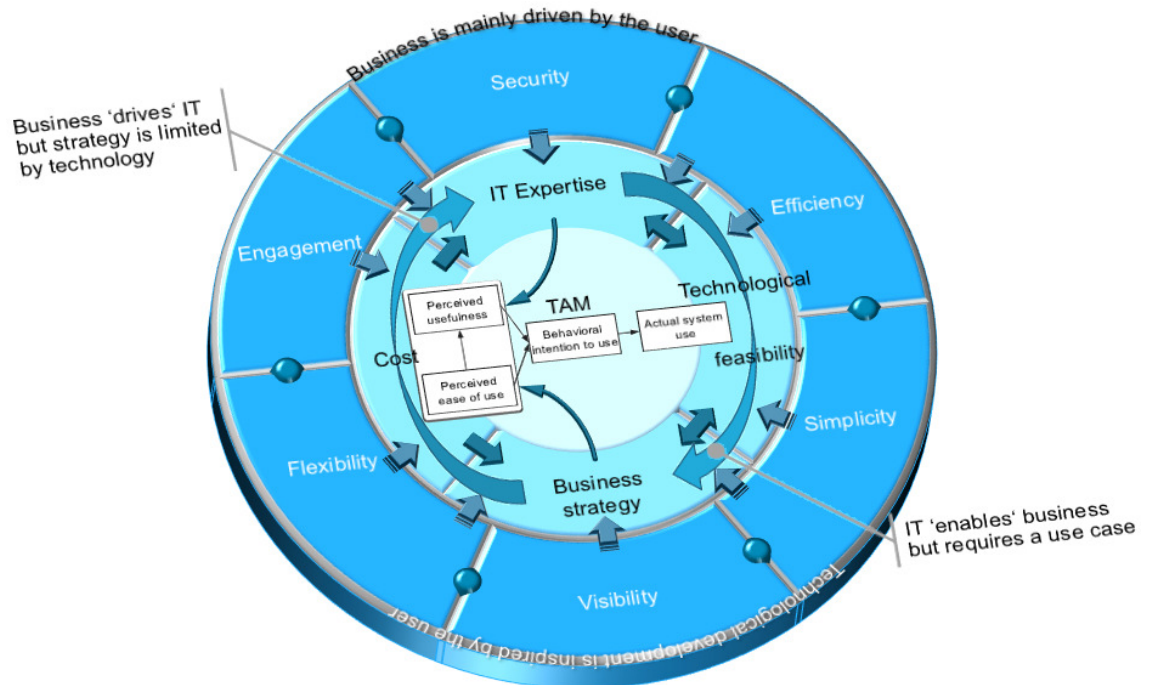 Business is mainly driven by the user
Security
Business ‘drives‘ IT
but strategy is limited
by technology
IT Expertise
Efficiency
Engagement
Technological
TAM
Perceived
usefulness
Behavioral
intention to use
Actual system
use
Cost
feasibility
Perceived
ease of use
Simplicity
Flexibility
Business
strategy
IT ‘enables‘ business
but requires a use case
Visibility
Technological development is inspired by the user